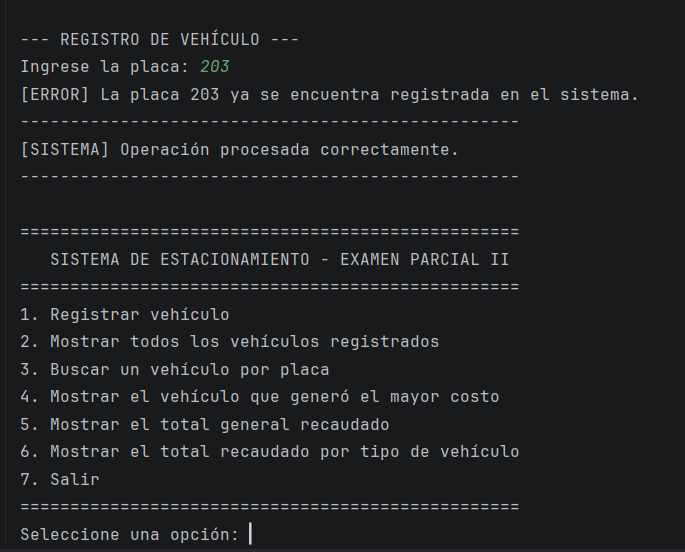 --- REGISTRO DE VEHÍCULO ---
Ingrese la placa: 203
[ERROR] La placa 203 ya se encuentra registrada en el sistema.
--------------------------------------------------
[SISTEMA] Operación procesada correctamente.
--------------------------------------------------
==================================================
SISTEMA DE ESTACIONAMIENTO - EXAMEN PARCIAL II
==================================================
1. Registrar vehículo
2. Mostrar todos los vehículos registrados
3. Buscar un vehículo por placa
4. Mostrar el vehículo que generó el mayor costo
5. Mostrar el total general recaudado
6. Mostrar el total recaudado por tipo de vehículo
7. Salir
==================================================
Seleccione una opción: